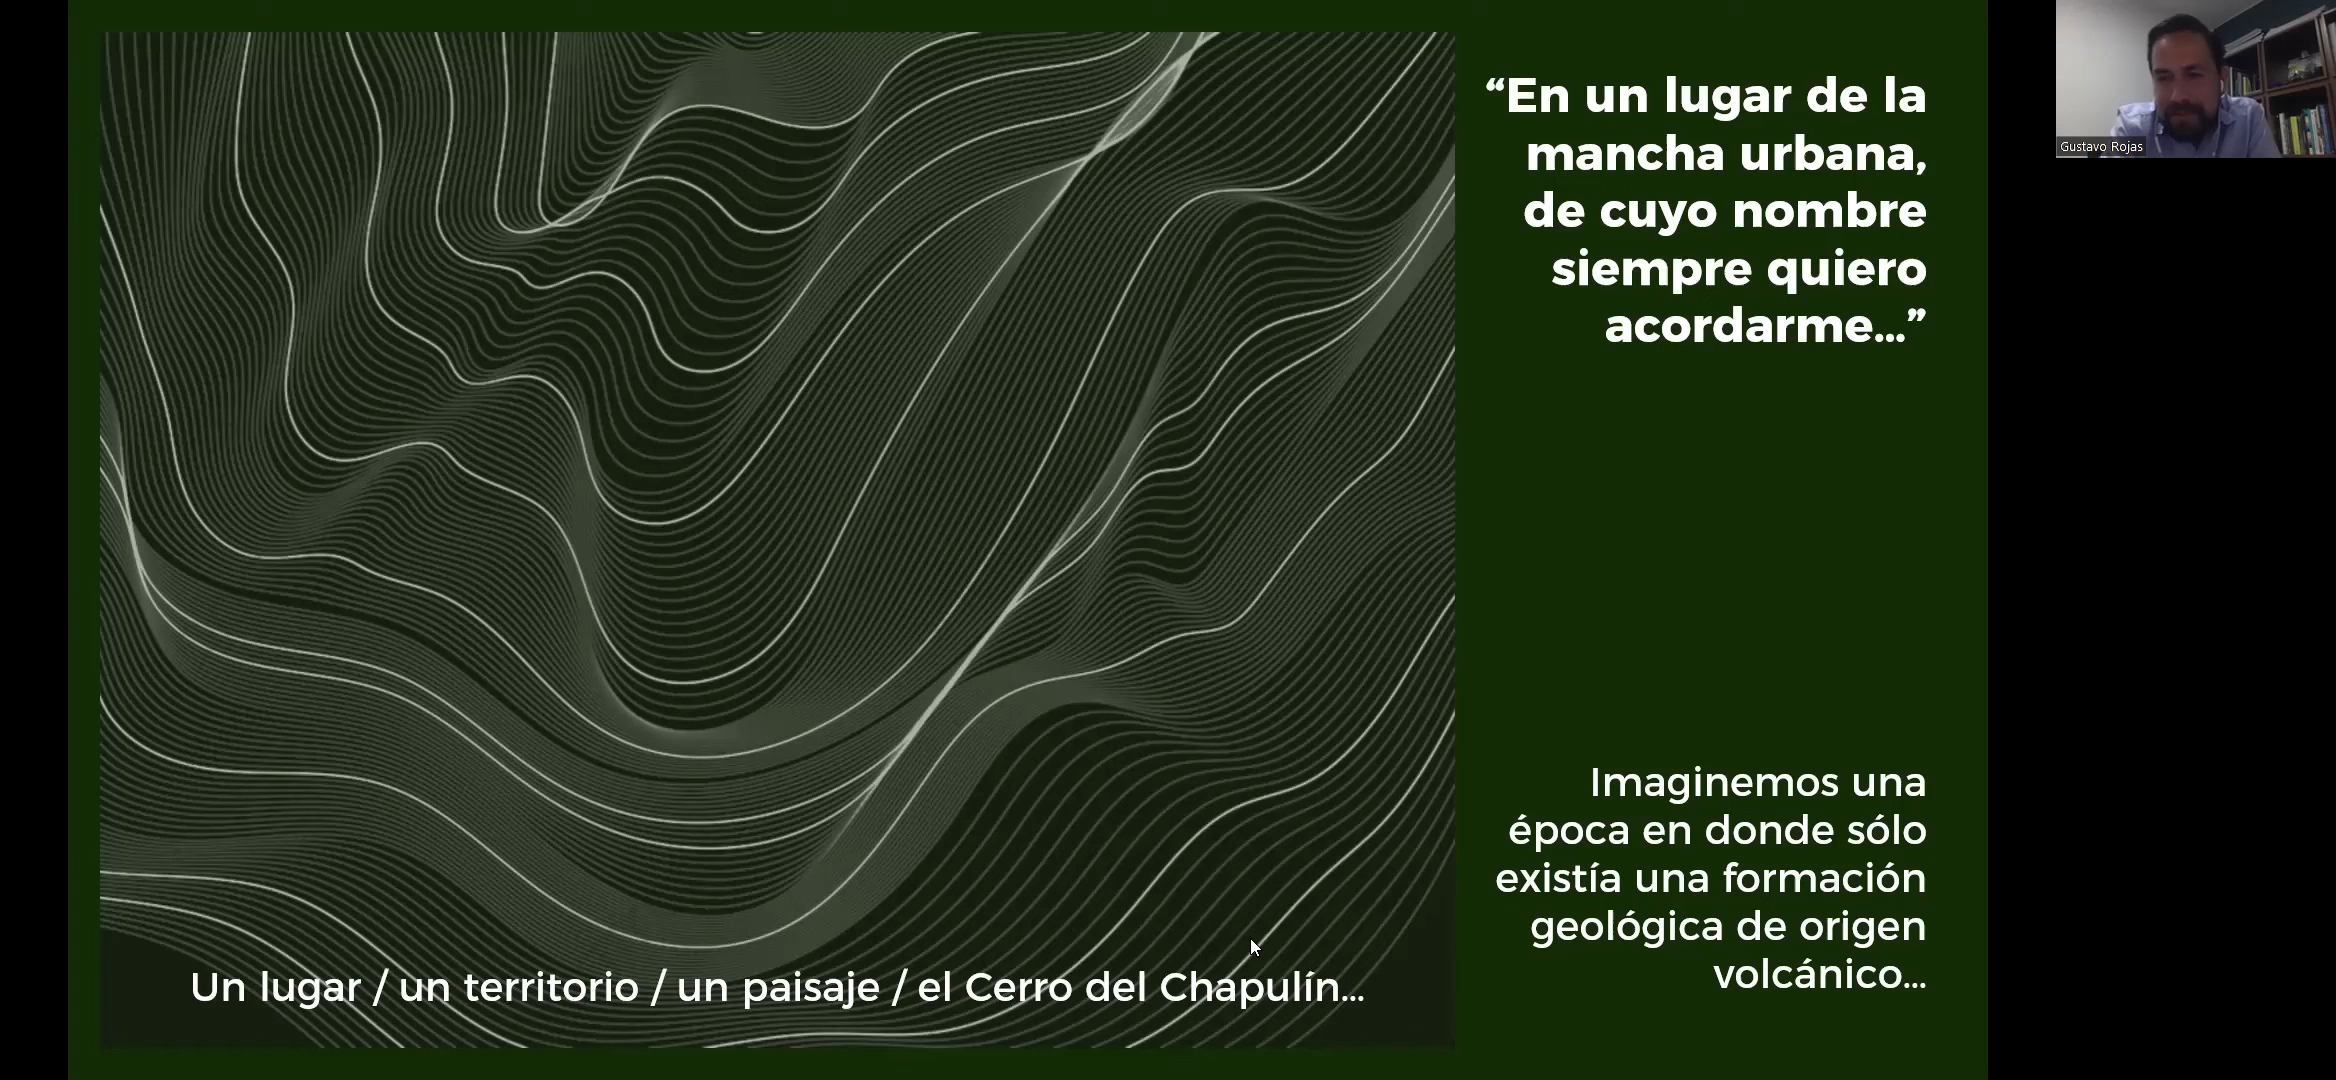 “En un lugar de la
mancha urbana,
de cuyo nombre
siempre quiero
acordarme...”
Imaginemos una
época en donde sólo
existía una formación
geológica de origen
volcánico...
Un lugar / un territorio / un paisaje / el Cerro del Chapulín...
Gustavo Rojas